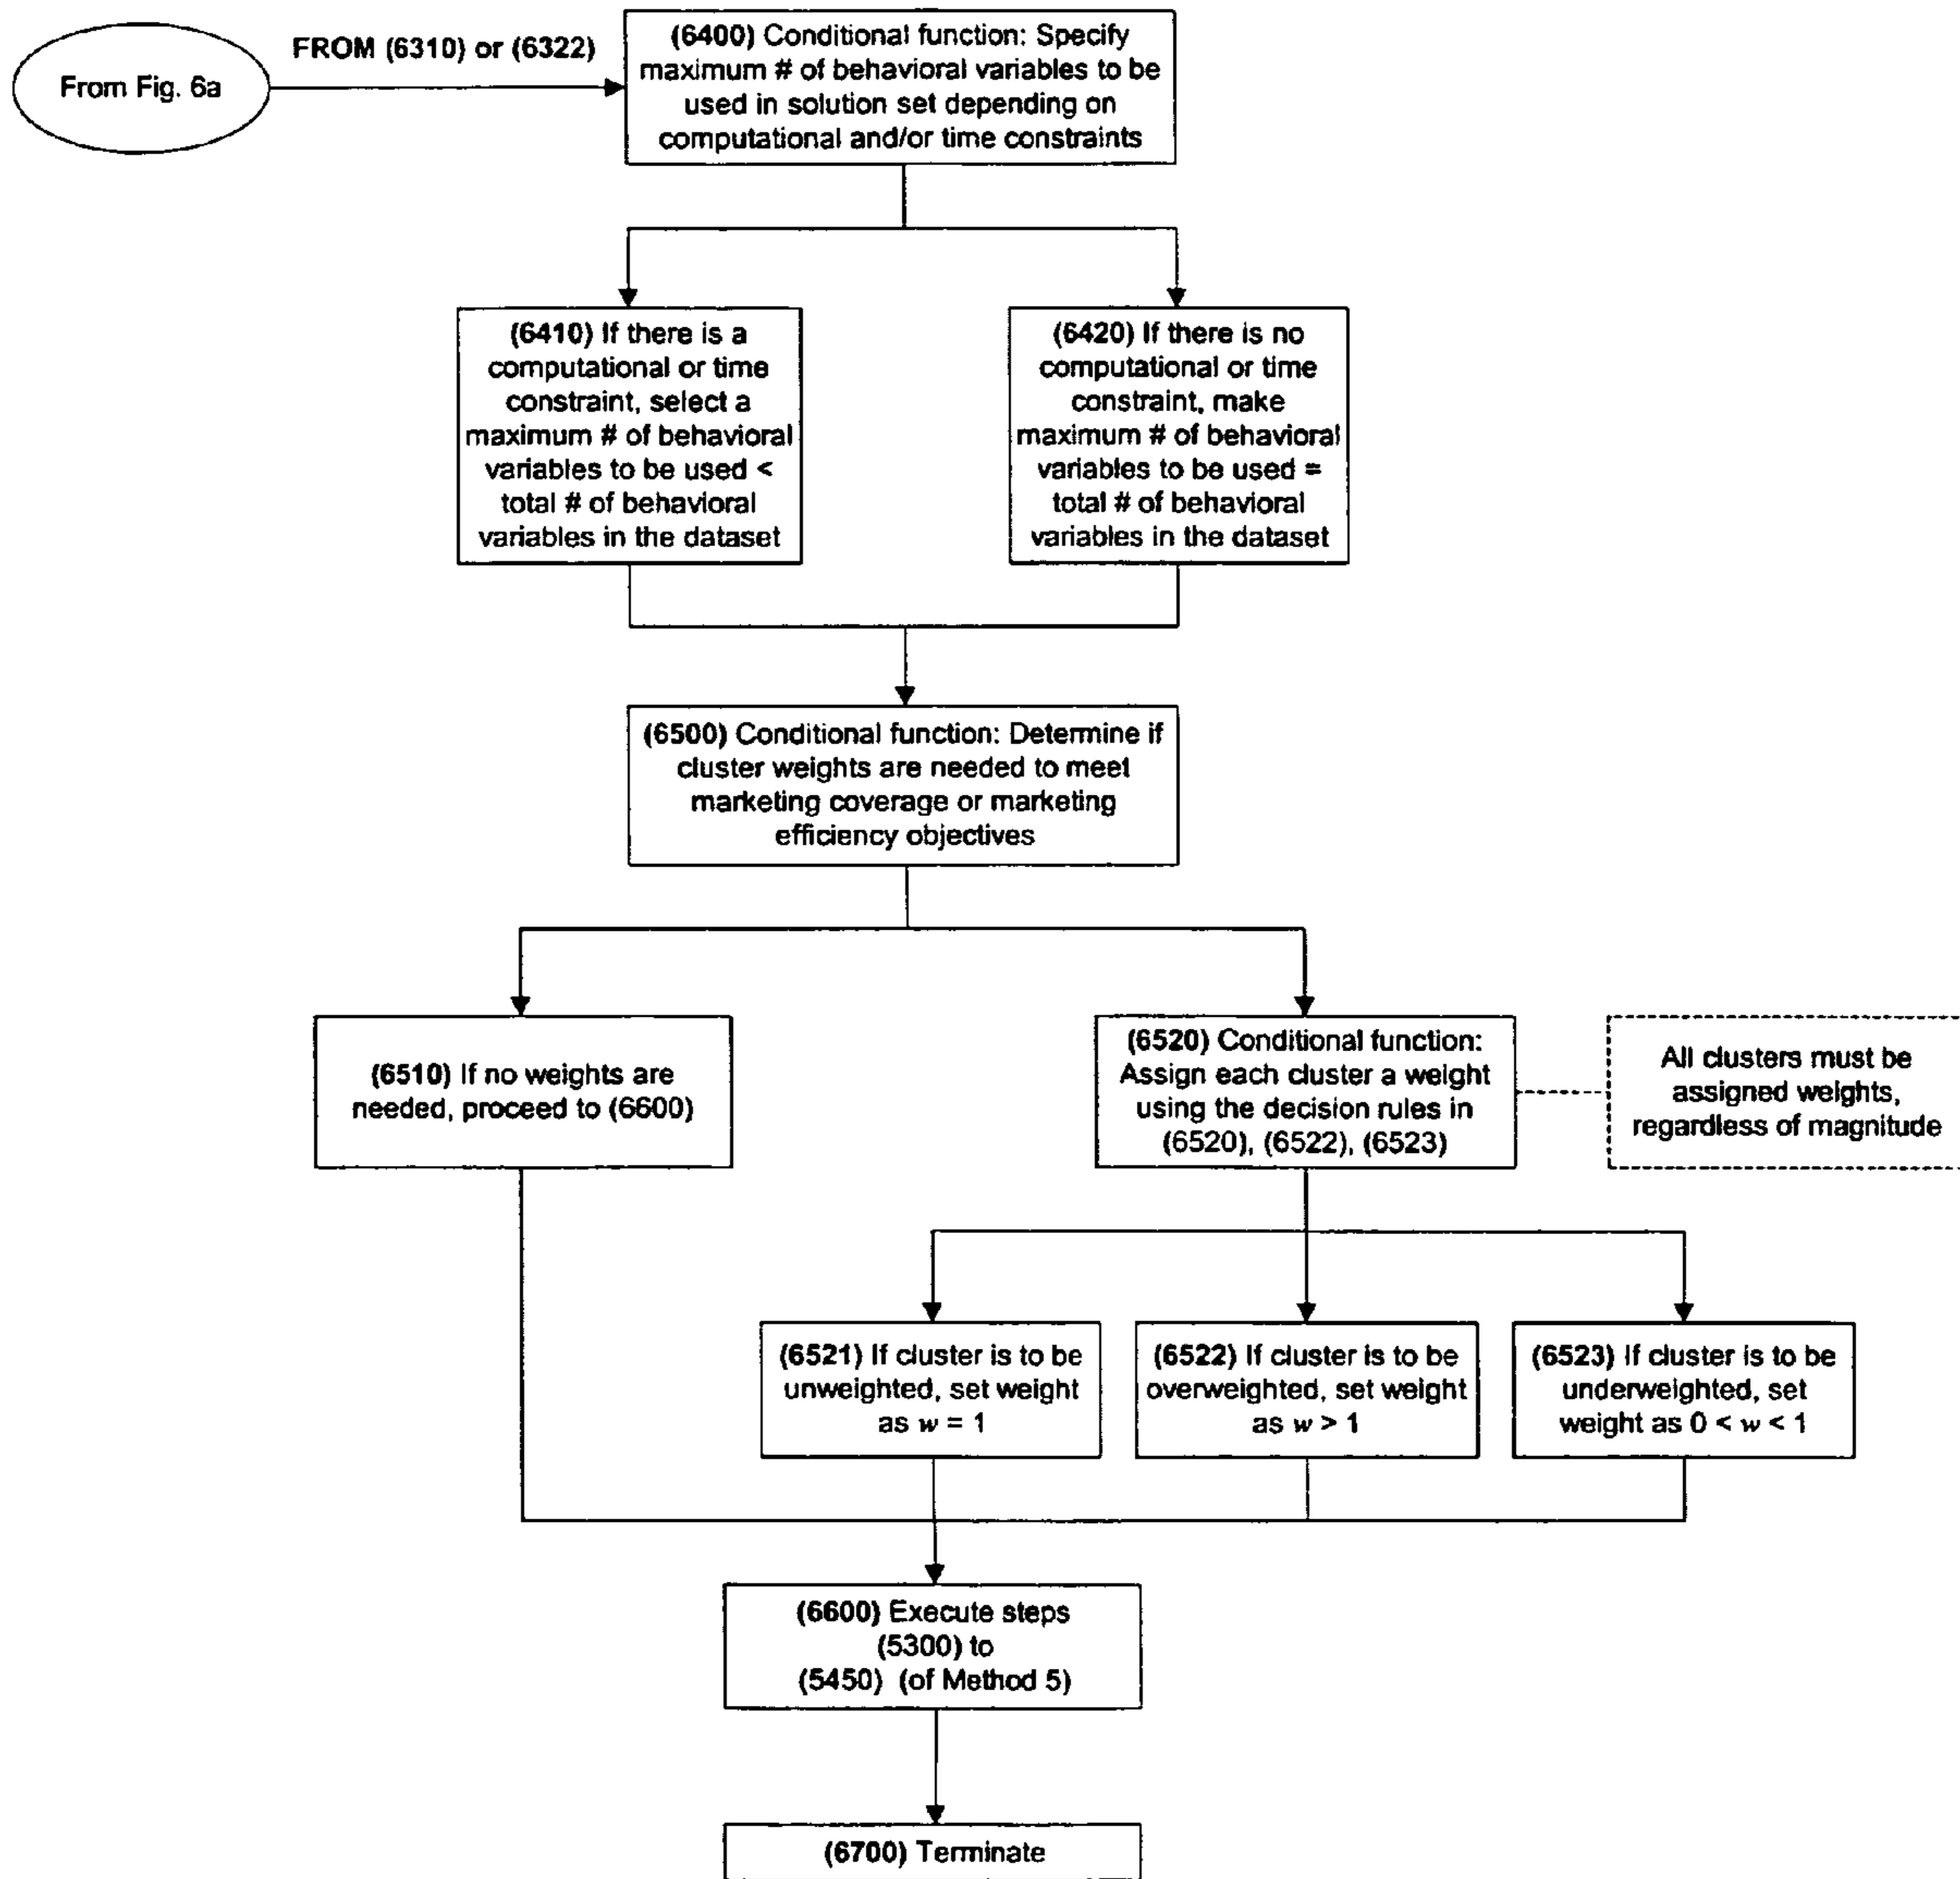 From Fig. 6a
FROM (6310) or (6322)
(6400) Conditional function: Specify
maximum # of behavioral variables to be
used in solution set depending on
computational and/or time constraints
(6410) If there is a
computational or time
constraint, select a
maximum # of behavioral
variables to be used <
total # of behavioral
variables in the dataset
(6420) If there is no
computational or time
constraint, make
maximum # of behavioral
variables to be used =
total # of behavioral
variables in the dataset
(6500) Conditional function: Determine if
cluster weights are needed to meet
marketing coverage or marketing
efficiency objectives
(6510) If no weights are
needed, proceed to (6600)
(6520) Conditional function:
Assign each cluster a weight
using the decision rules in
(6520), (6522), (6523)
All clusters must be
assigned weights,
regardless of magnitude
(6521) If cluster is to be
unweighted, set weight
as w = 1
(6522) If cluster is to be
overweighted, set weight
as w > 1
(6523) If cluster is to be
underweighted, set
weight as 0 < w < 1
(6600) Execute steps
(5300) to
(5450) (of Method 5)
(6700) Terminate